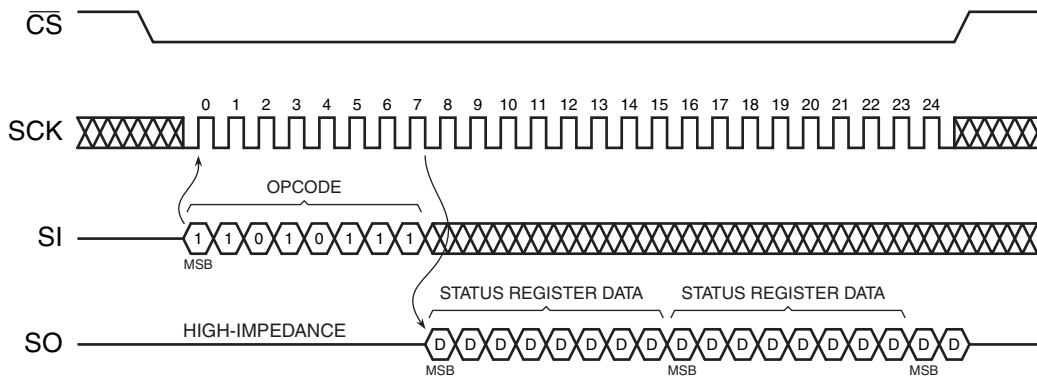 C̅S̅
0 1 2 3 4 5 6 7 8 9 10 11 12 13 14 15 16 17 18 19 20 21 22 23 24
SCK
OPCODE
SI 1 1 0 1 0 1 1 1
MSB
STATUS REGISTER DATA STATUS REGISTER DATA
HIGH-IMPEDANCE
SO D D D D D D D D D D D D D D D D D D
MSB MSB MSB